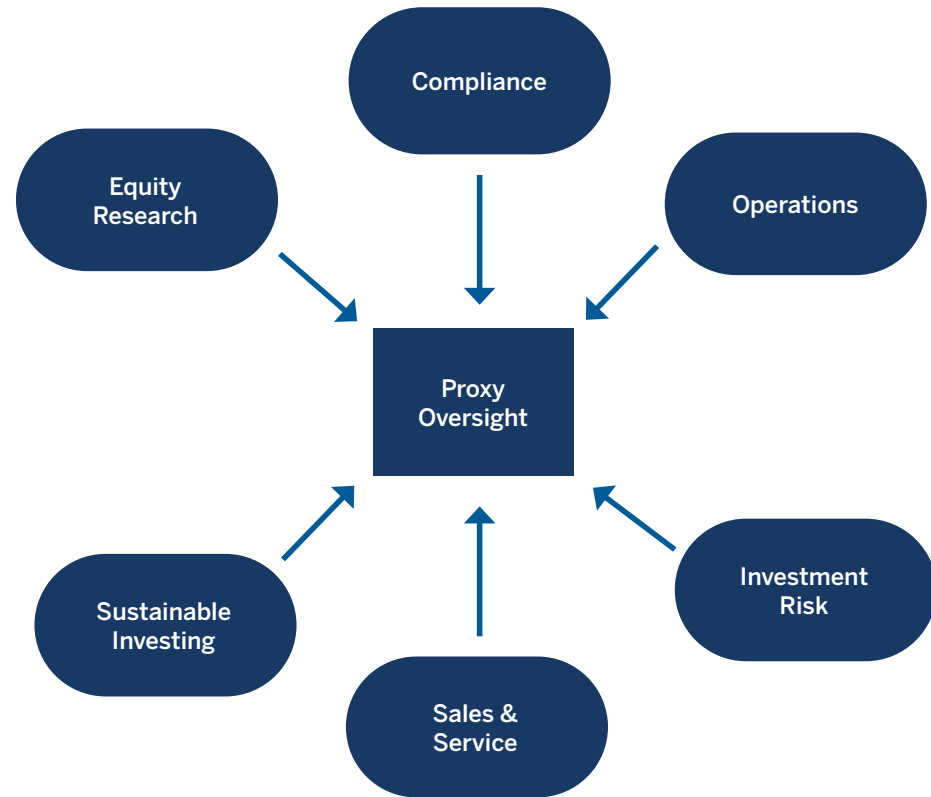 Compliance
Equity
Research
Operations
Proxy
Oversight
Sustainable
Investing
Investment
Risk
Sales &
Service